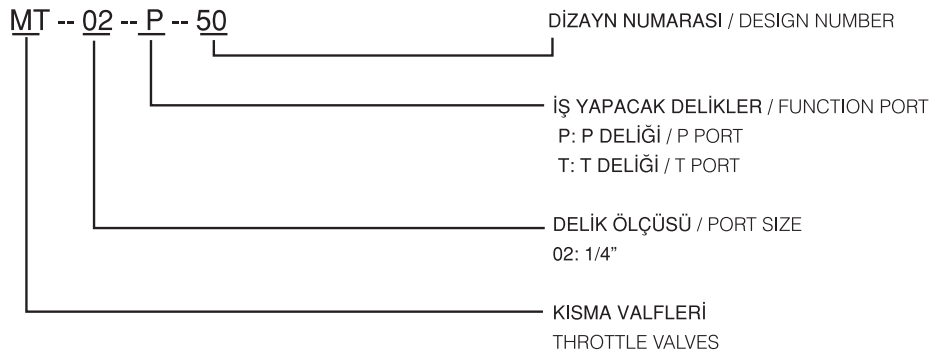 MT -- 02 -- P -- 50
DİZAYN NUMARASI / DESIGN NUMBER
İŞ YAPACAK DELİKLER / FUNCTION PORT
P: P DELİĞİ / P PORT
T: T DELİĞİ / T PORT
DELİK ÖLÇÜSÜ / PORT SIZE
02: 1/4”
KISMA VALFLERİ
THROTTLE VALVES